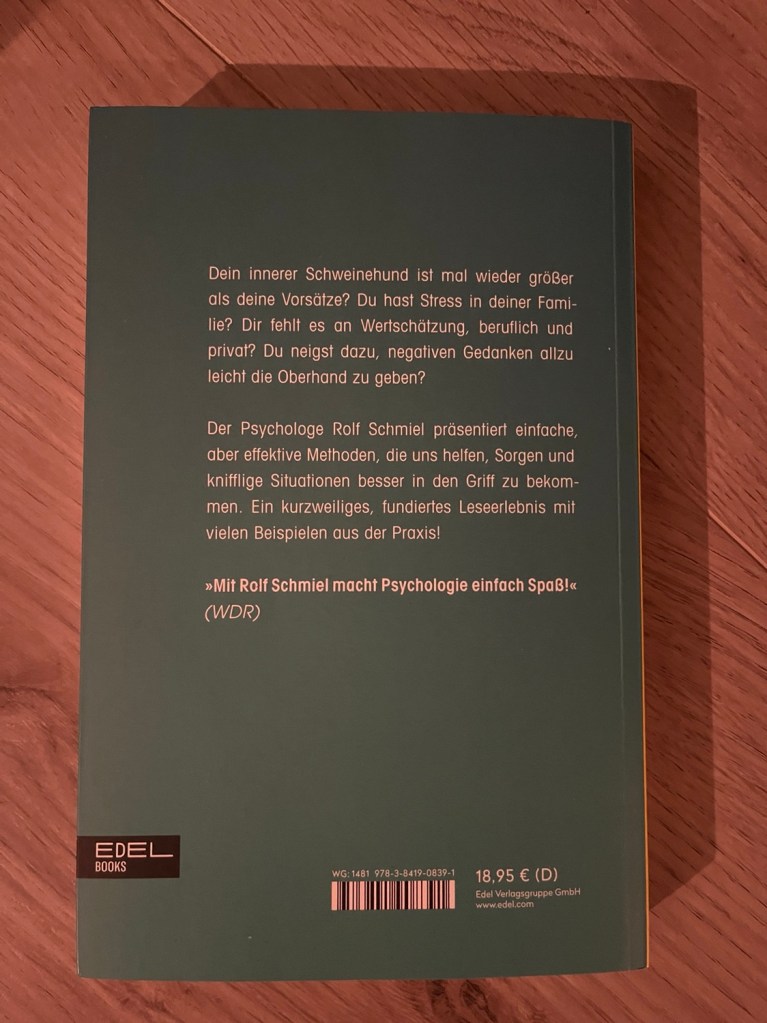 Dein innerer Schweinehund ist mal wieder größer
als deine Vorsätze? Du hast Stress in deiner Fami-
lie? Dir fehlt es an Wertschätzung, beruflich und
privat? Du neigst dazu, negativen Gedanken allzu
leicht die Oberhand zu geben?
Der Psychologe Rolf Schmiel präsentiert einfache,
aber effektive Methoden, die uns helfen, Sorgen und
knifflige Situationen besser in den Griff zu bekom-
men. Ein kurzweiliges, fundiertes Leseerlebnis mit
vielen Beispielen aus der Praxis!
»Mit Rolf Schmiel macht Psychologie einfach Spaß!«
(WDR)
EDEL
BOOKS
WG: 1481 978-3-8419-0839-1
18,95 € (D)
Edel Verlagsgruppe GmbH
www.edel.com